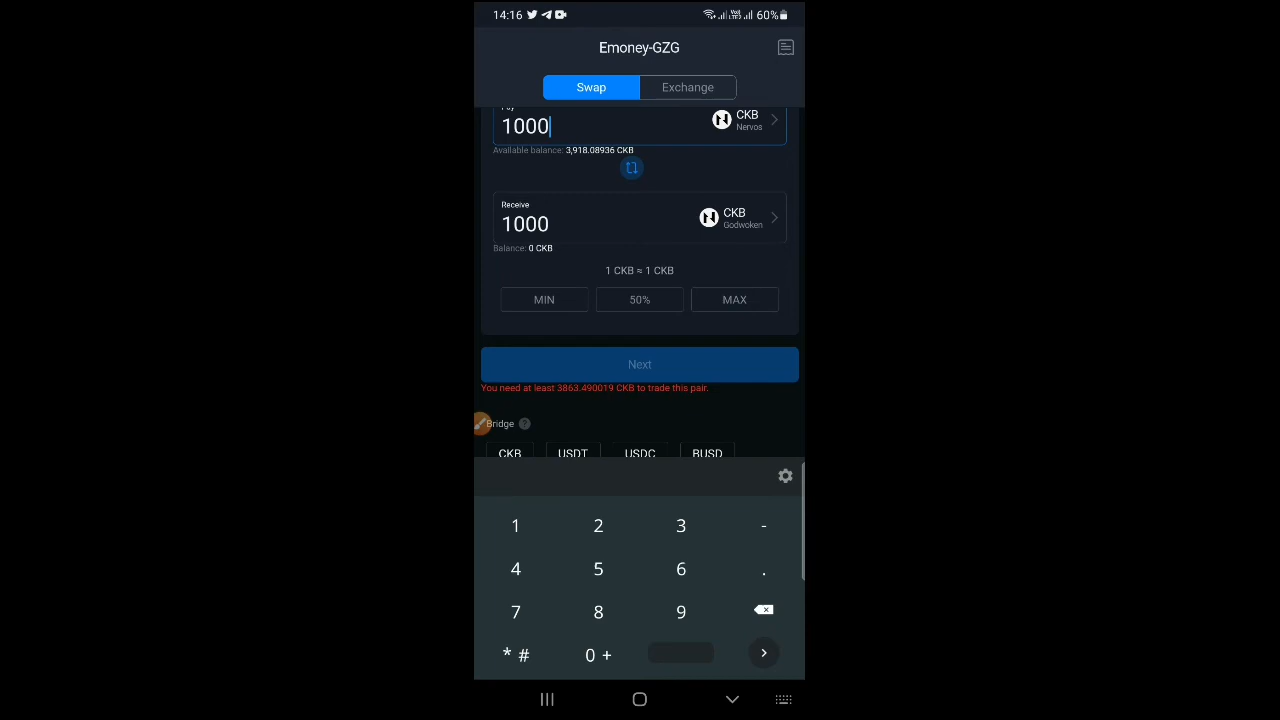 14:16 60%
Emoney-GZG
Swap Exchange
Pay
1000 CKB
Nervos
Available balance: 3,918.08936 CKB
Receive
1000 CKB
Godwoken
Balance: 0 CKB
1 CKB ≈ 1 CKB
MIN 50% MAX
Next
You need at least 3863.490019 CKB to trade this pair.
Bridge ?
CKB USDT USDC BUSD
1 2 3 -
4 5 6 .
7 8 9
* # 0 +